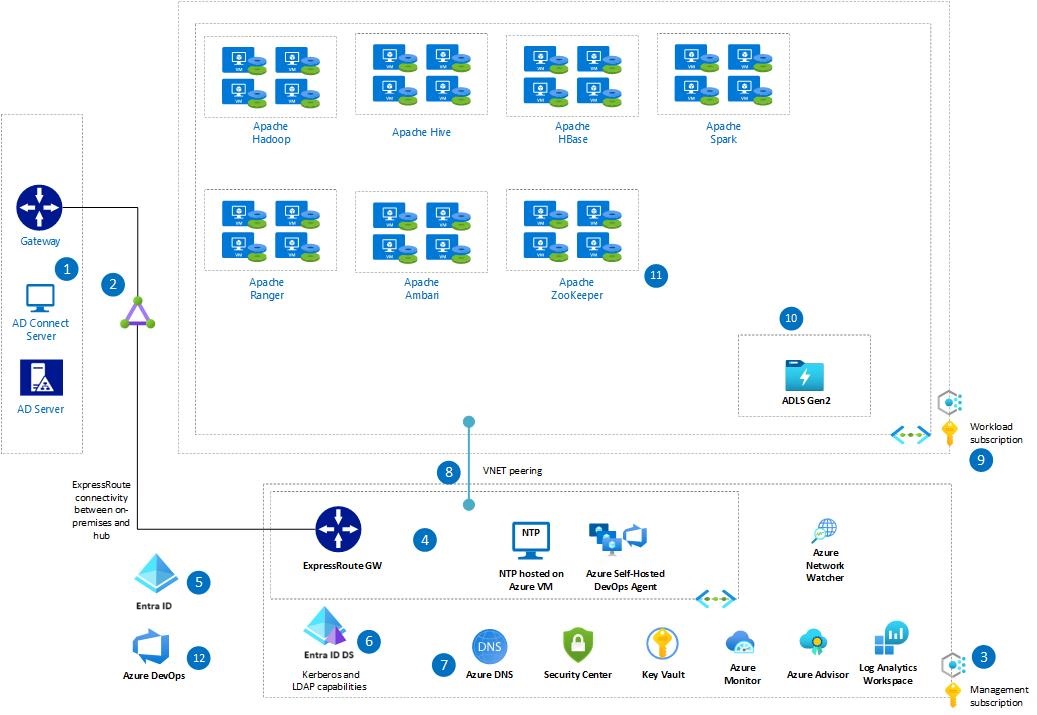 VM
VM
VM
VM
Apache
Hadoop
VM
VM
VM
VM
Apache Hive
VM
VM
VM
VM
Apache
HBase
VM
VM
VM
VM
Apache
Spark
VM
VM
VM
VM
Apache
Ranger
VM
VM
VM
VM
Apache
Ambari
VM
VM
VM
VM
Apache
ZooKeeper
11
Gateway
1
2
AD Connect
Server
AD Server
10
ADLS Gen2
Workload
subscription
9
8
VNET peering
ExpressRoute
connectivity
between on-
premises and
hub
ExpressRoute GW
4
NTP
NTP hosted on
Azure VM
Azure Self-Hosted
DevOps Agent
Azure
Network
Watcher
5
Entra ID
12
Azure DevOps
6
Entra ID DS
Kerberos and
LDAP capabilities
7
DNS
Azure DNS
Security Center
Key Vault
Azure
Monitor
Azure Advisor
Log Analytics
Workspace
3
Management
subscription